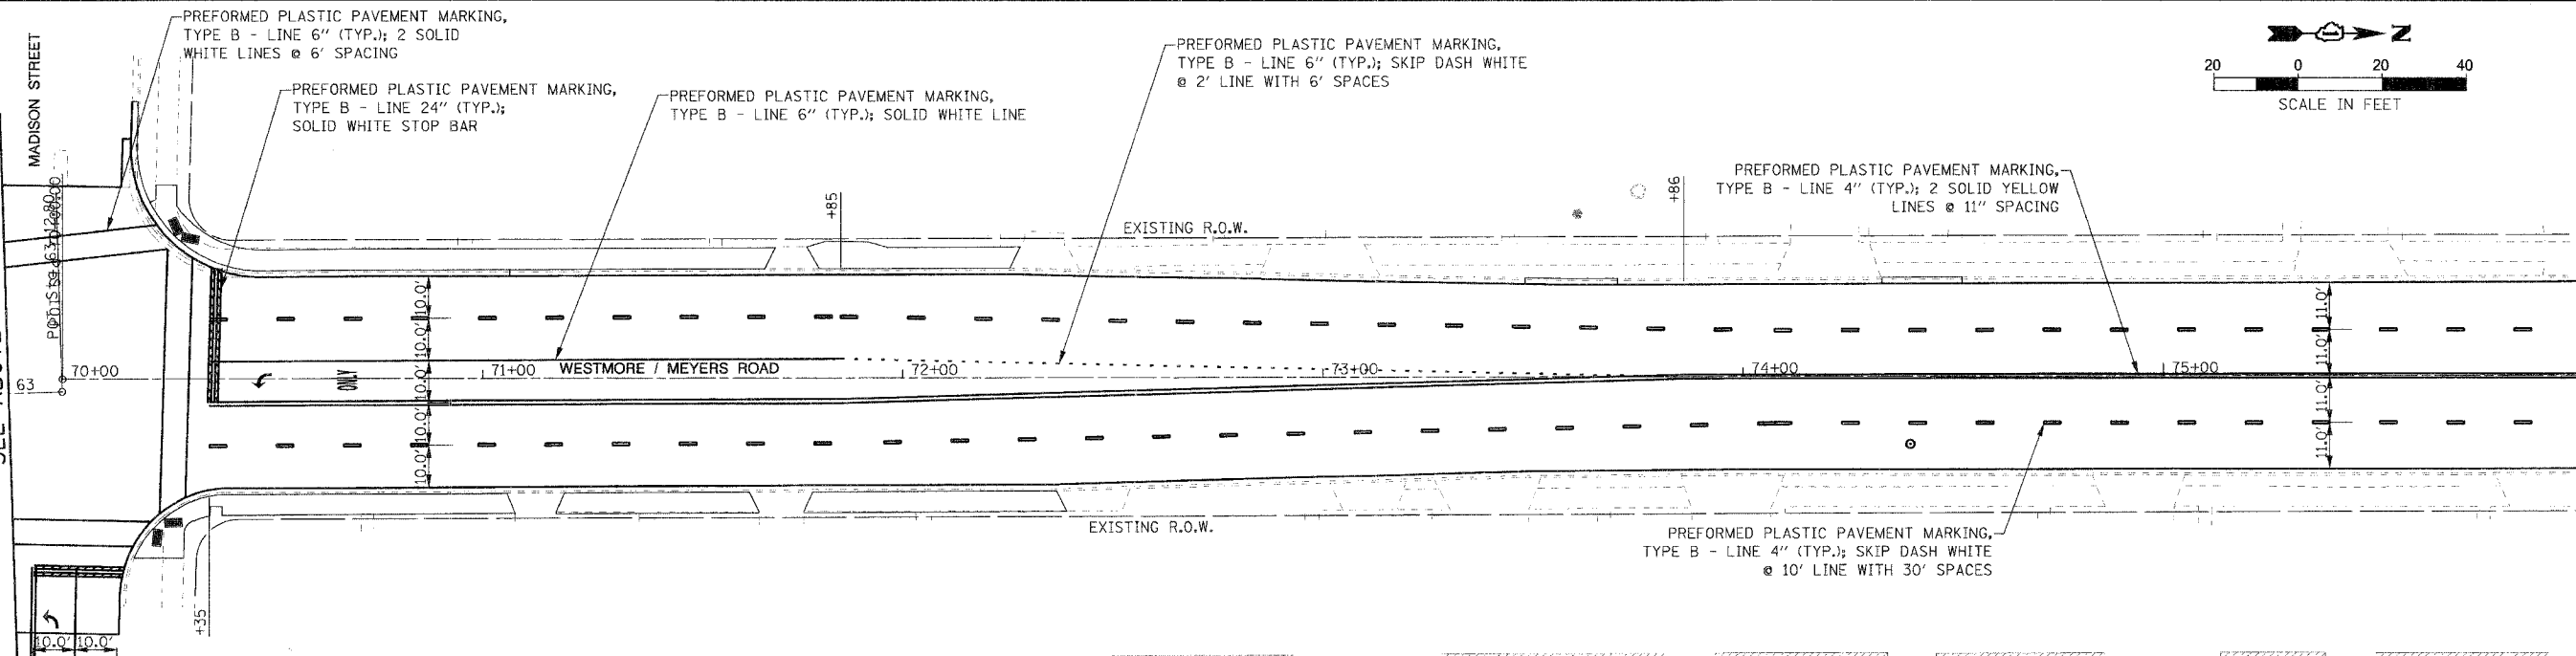 PREFORMED PLASTIC PAVEMENT MARKING,
TYPE B - LINE 6" (TYP.); 2 SOLID
WHITE LINES @ 6' SPACING
MADISON STREET
PREFORMED PLASTIC PAVEMENT MARKING,
TYPE B - LINE 24" (TYP.);
SOLID WHITE STOP BAR
PREFORMED PLASTIC PAVEMENT MARKING,
TYPE B - LINE 6" (TYP.); SOLID WHITE LINE
PREFORMED PLASTIC PAVEMENT MARKING,
TYPE B - LINE 6" (TYP.); SKIP DASH WHITE
@ 2' LINE WITH 6' SPACES
N
20 0 20 40
SCALE IN FEET
PREFORMED PLASTIC PAVEMENT MARKING,
TYPE B - LINE 4" (TYP.); 2 SOLID YELLOW
LINES @ 11" SPACING
+85
+86
EXISTING R.O.W.
10.0'
10.0'
10.0'
10.0'
10.0'
11.0'
11.0'
11.0'
11.0'
63
70+00
ONLY
71+00
WESTMORE / MEYERS ROAD
72+00
73+00
74+00
75+00
EXISTING R.O.W.
PREFORMED PLASTIC PAVEMENT MARKING,
TYPE B - LINE 4" (TYP.); SKIP DASH WHITE
@ 10' LINE WITH 30' SPACES
+35
10.0' 10.0'